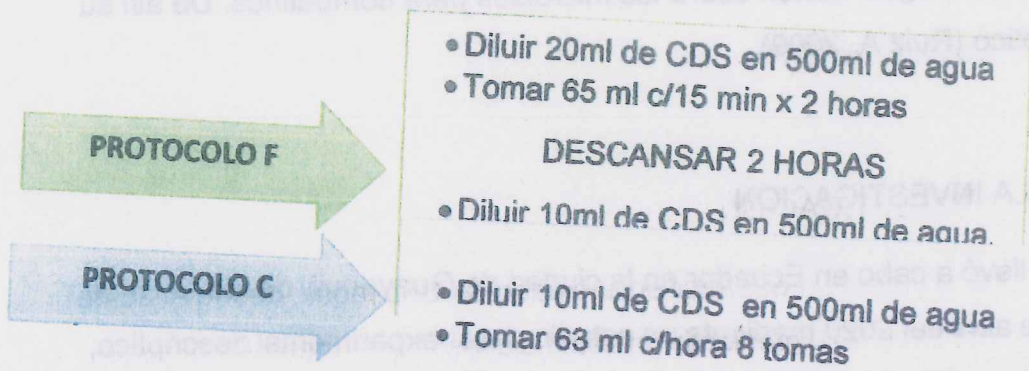 PROTOCOLO F
• Diluir 20ml de CDS en 500ml de agua
• Tomar 65 ml c/15 min x 2 horas
DESCANSAR 2 HORAS
• Diluir 10ml de CDS en 500ml de agua.
PROTOCOLO C
• Diluir 10ml de CDS en 500ml de agua
• Tomar 63 ml c/hora 8 tomas